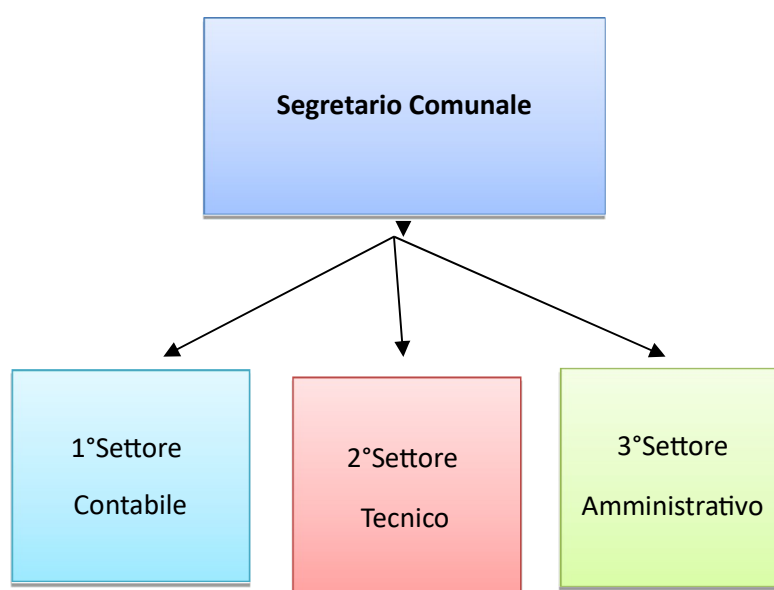 Segretario Comunale
1°Settore
Contabile
2°Settore
Tecnico
3°Settore
Amministrativo